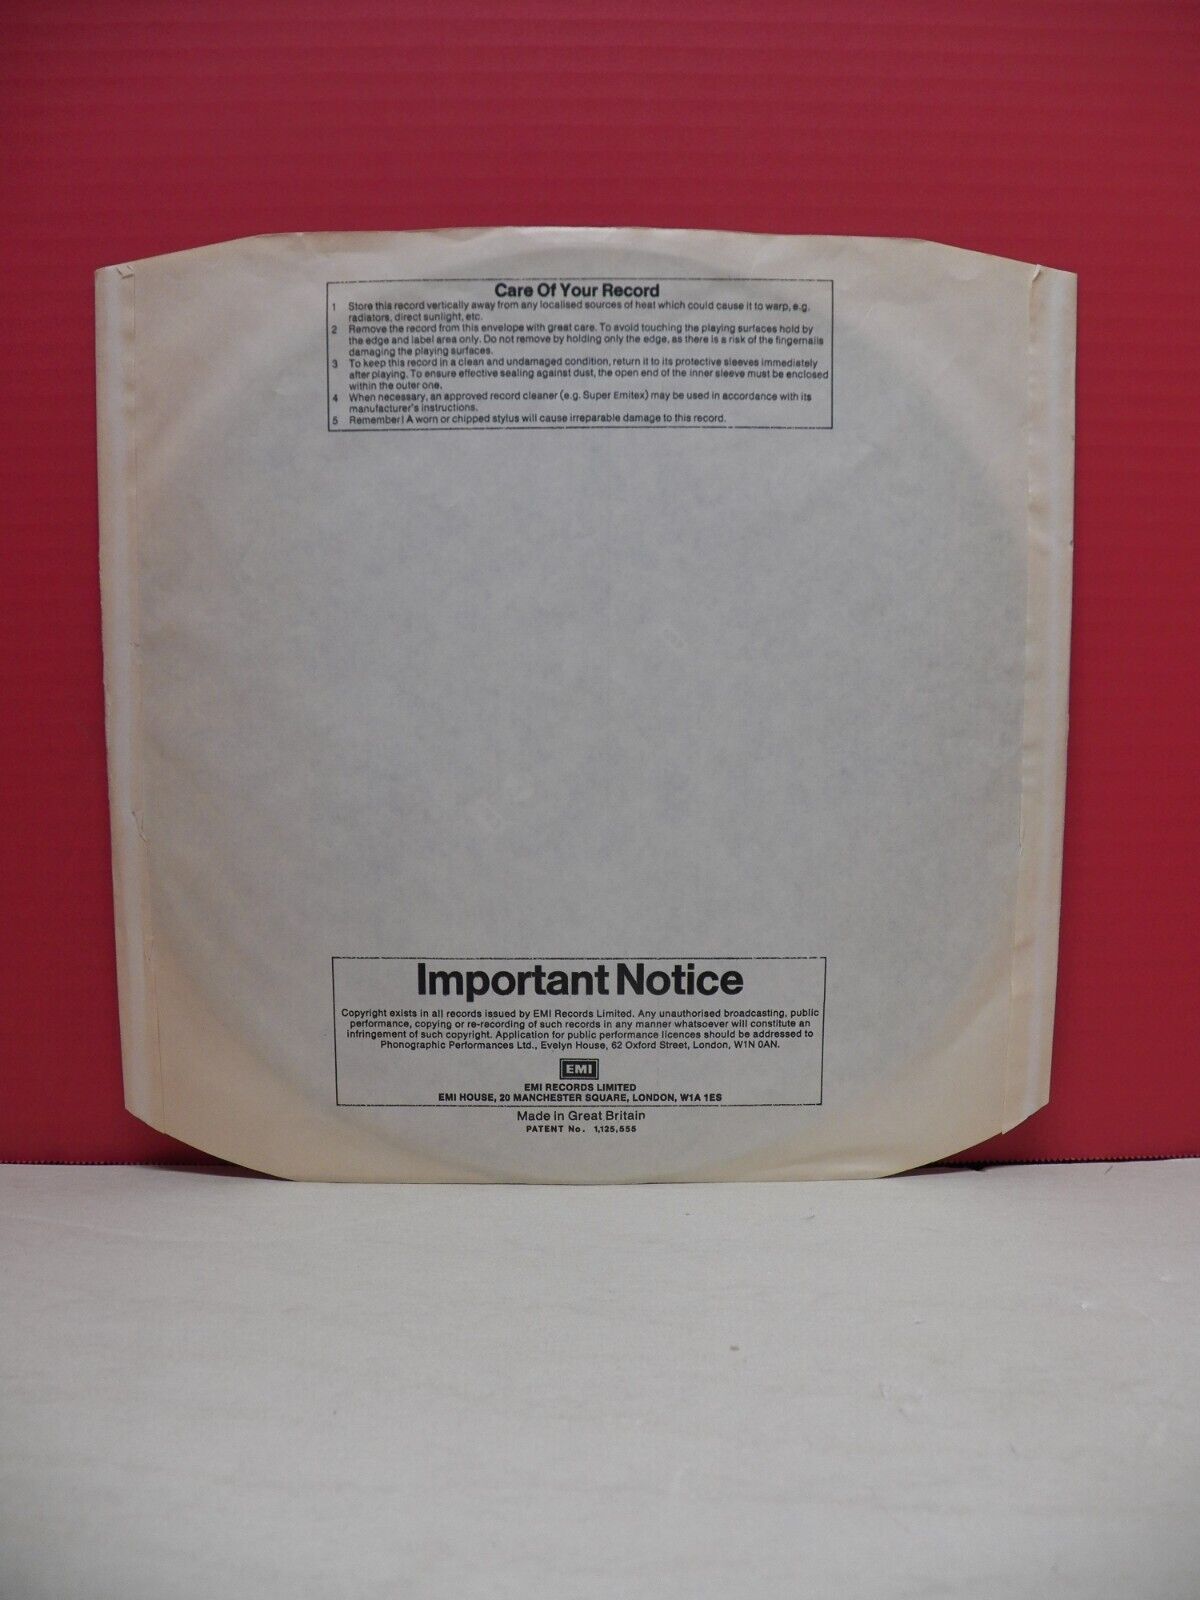 Care Of Your Record
1 Store this record vertically away from any localised sources of heat which could cause it to warp, e.g.
radiators, direct sunlight, etc.
2 Remove the record from this envelope with great care. To avoid touching the playing surfaces hold by
the edge and label area only. Do not remove by holding only the edge, as there is a risk of the fingernails
damaging the playing surfaces.
3 To keep this record in a clean and undamaged condition, return it to its protective sleeves immediately
after playing. To ensure effective sealing against dust, the open end of the inner sleeve must be enclosed
within the outer one.
4 When necessary, an approved record cleaner (e.g. Super Emitex) may be used in accordance with its
manufacturer's instructions.
5 Remember! A worn or chipped stylus will cause irreparable damage to this record.
Important Notice
Copyright exists in all records issued by EMI Records Limited. Any unauthorised broadcasting, public
performance, copying or re-recording of such records in any manner whatsoever will constitute an
infringement of such copyright. Application for public performance licences should be addressed to
Phonographic Performances Ltd., Evelyn House, 62 Oxford Street, London, W1N 0AN.
EMI
EMI RECORDS LIMITED
EMI HOUSE, 20 MANCHESTER SQUARE, LONDON, W1A 1ES
Made in Great Britain
PATENT No. 1,125,555